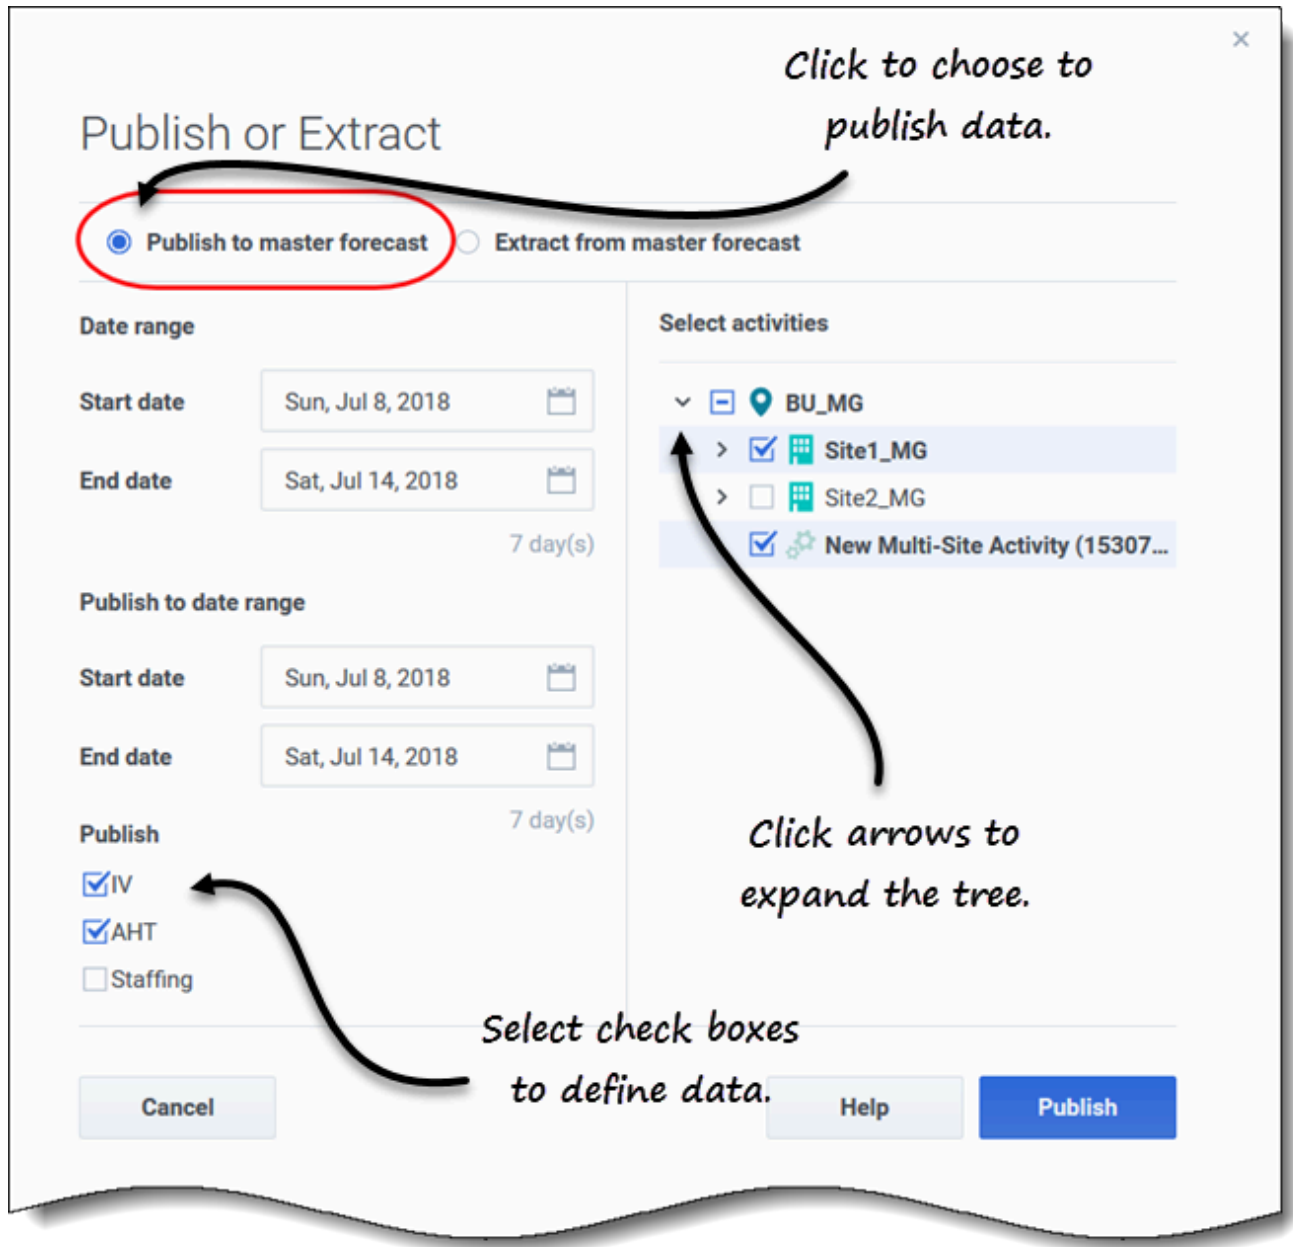 Click to choose to
publish data.
Publish or Extract
Publish to master forecast Extract from master forecast
Date range
Start date Sun, Jul 8, 2018
End date Sat, Jul 14, 2018
7 day(s)
Publish to date range
Start date Sun, Jul 8, 2018
End date Sat, Jul 14, 2018
7 day(s)
Publish
IV
AHT
Staffing
Select activities
BU_MG
Site1_MG
Site2_MG
New Multi-Site Activity (15307...
Click arrows to
expand the tree.
Select check boxes
to define data.
Cancel Help Publish